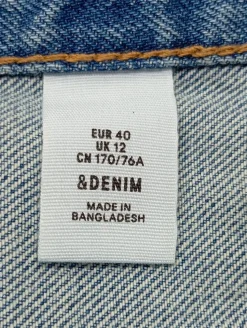 EUR 40
UK 12
CN 170/76A
&DENIM
MADE IN
BANGLADESH